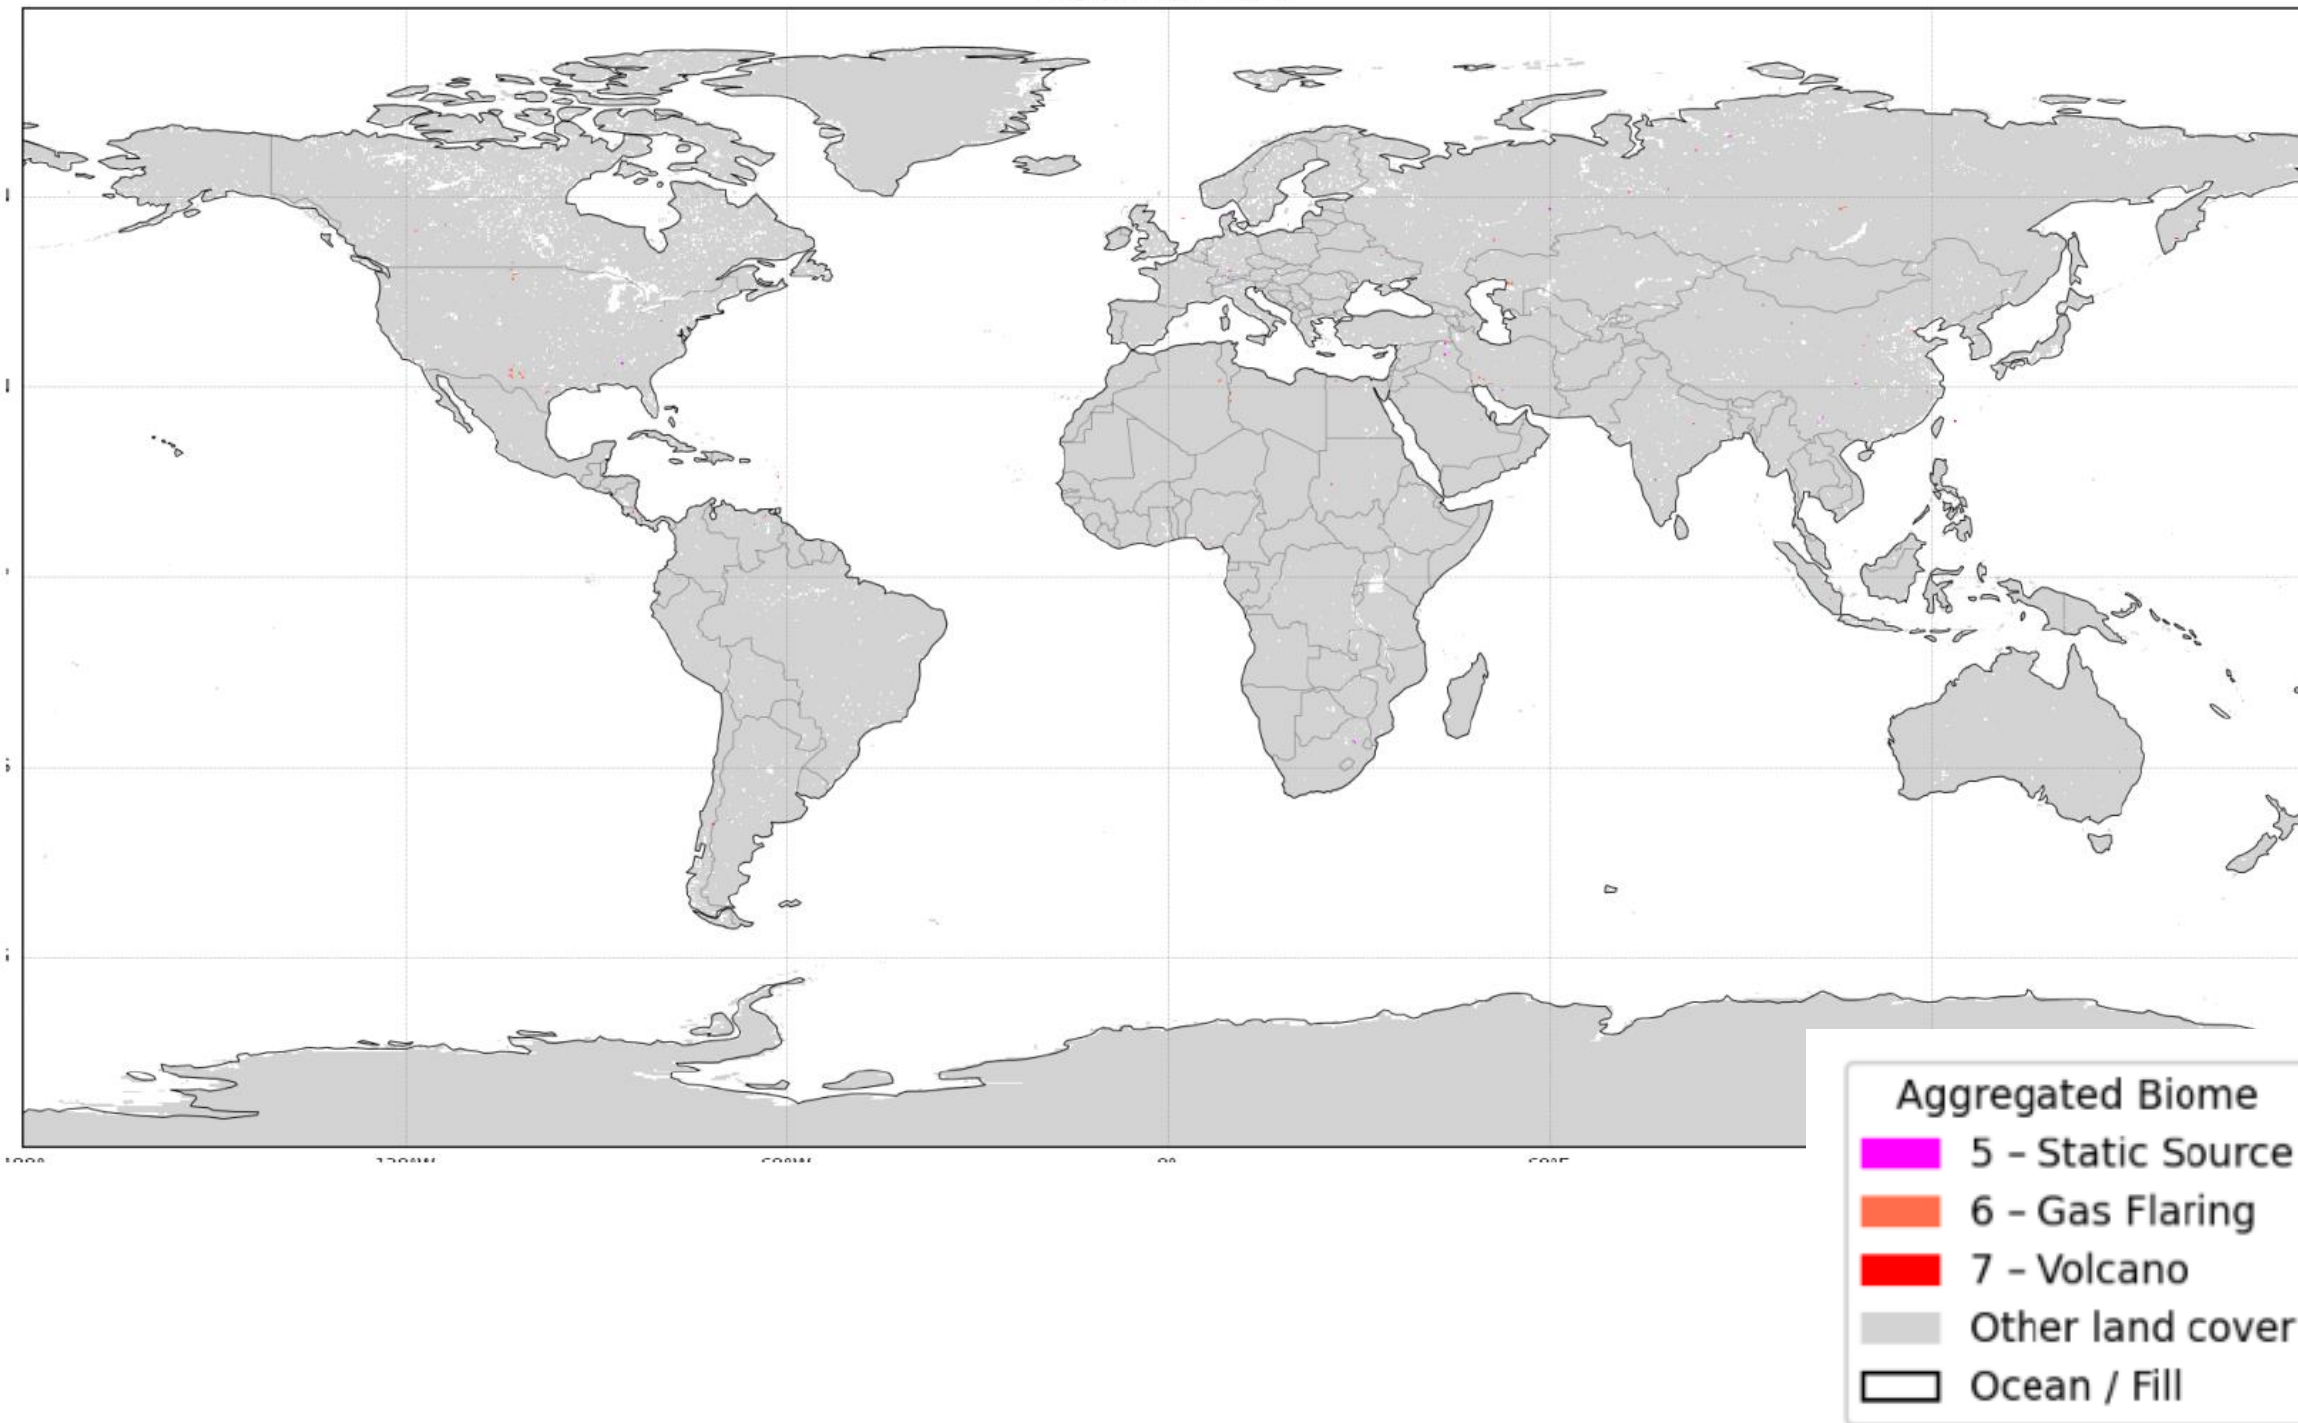 Aggregated Biome
5 – Static Source
6 – Gas Flaring
7 – Volcano
Other land cover
Ocean / Fill